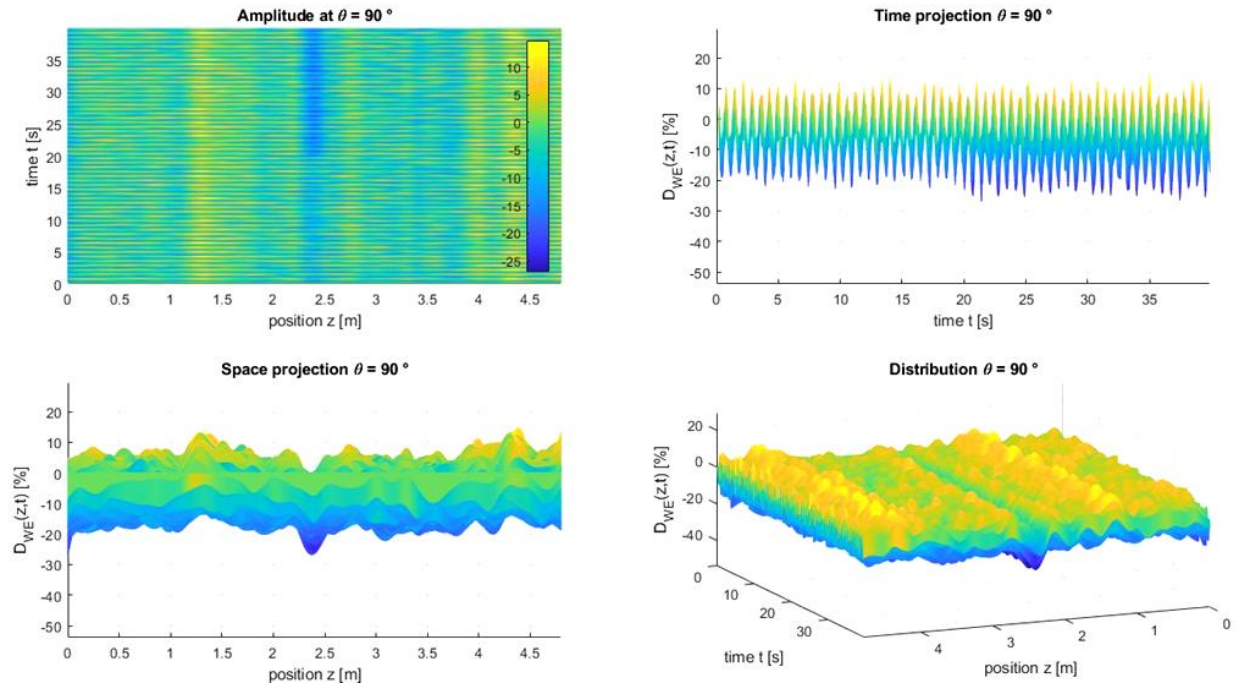 Amplitude at θ = 90 °
time t [s]
35
30
25
20
15
10
5
0
10
5
0
-5
-10
-15
-20
-25
0 0.5 1 1.5 2 2.5 3 3.5 4 4.5
position z [m]
Time projection θ = 90 °
D_WE(z,t) [%]
20
10
0
-10
-20
-30
-40
-50
0 5 10 15 20 25 30 35
time t [s]
Space projection θ = 90 °
D_WE(z,t) [%]
20
10
0
-10
-20
-30
-40
-50
0 0.5 1 1.5 2 2.5 3 3.5 4 4.5
position z [m]
Distribution θ = 90 °
D_WE(z,t) [%]
20
0
-20
-40
0
10
20
30
time t [s]
4 3 2 1 0
position z [m]